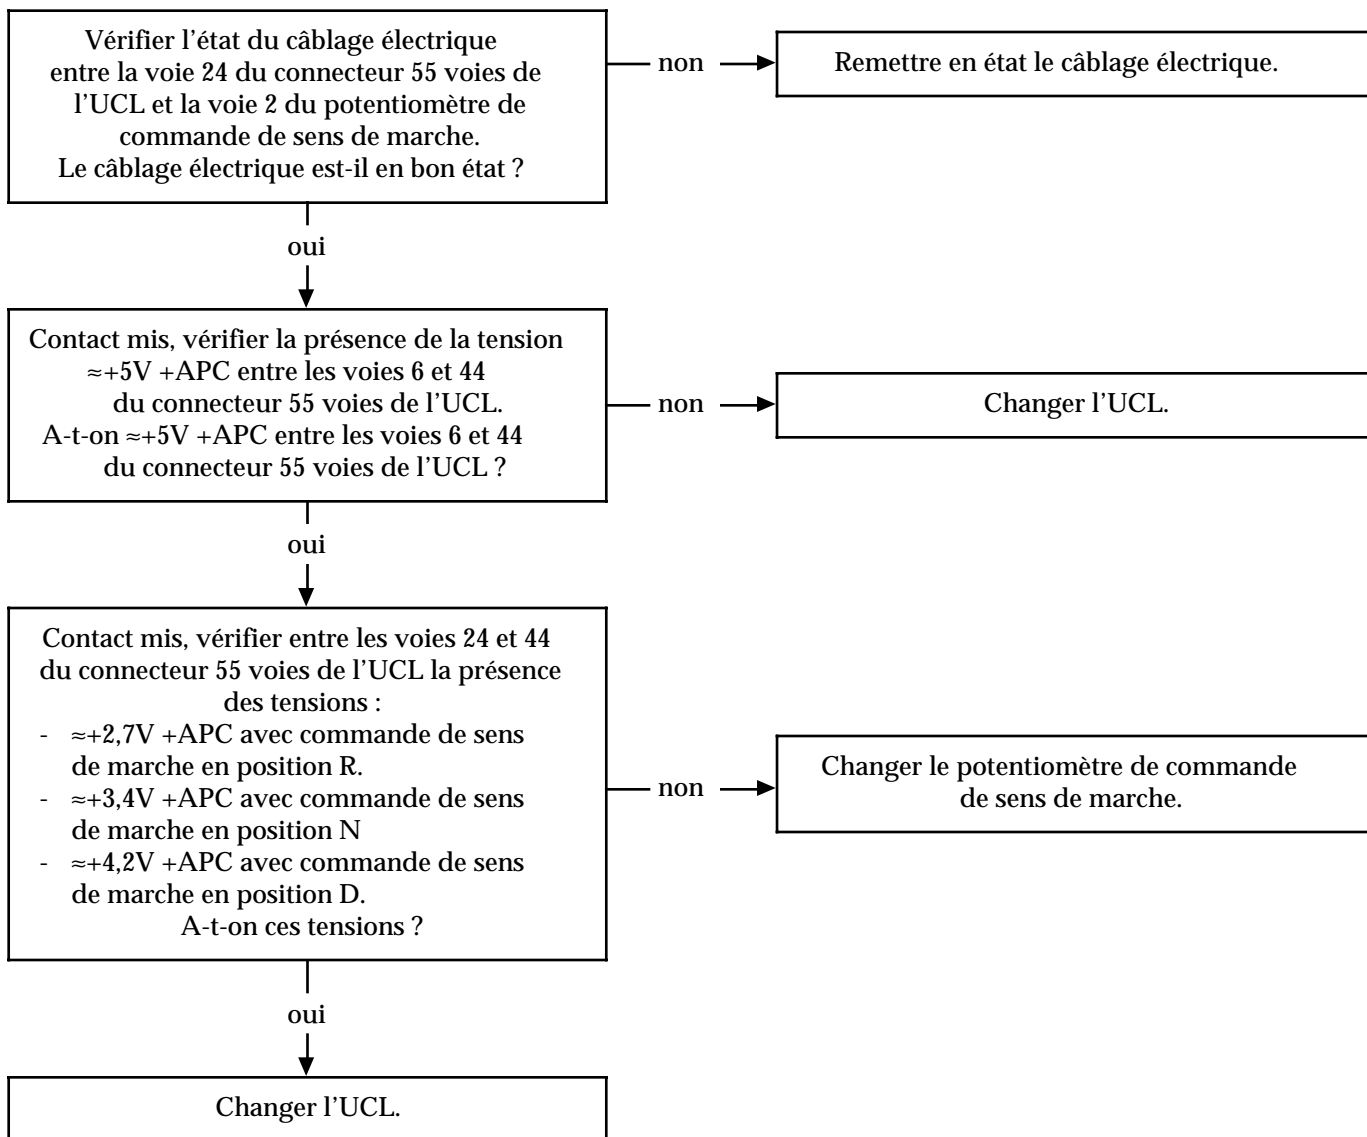 Vérifier l’état du câblage électrique
entre la voie 24 du connecteur 55 voies de
l’UCL et la voie 2 du potentiomètre de
commande de sens de marche.
Le câblage électrique est-il en bon état ?
non
Remettre en état le câblage électrique.
oui
Contact mis, vérifier la présence de la tension
≈+5V +APC entre les voies 6 et 44
du connecteur 55 voies de l’UCL.
A-t-on ≈+5V +APC entre les voies 6 et 44
du connecteur 55 voies de l’UCL ?
non
Changer l’UCL.
oui
Contact mis, vérifier entre les voies 24 et 44
du connecteur 55 voies de l’UCL la présence
des tensions :
- ≈+2,7V +APC avec commande de sens
de marche en position R.
- ≈+3,4V +APC avec commande de sens
de marche en position N
- ≈+4,2V +APC avec commande de sens
de marche en position D.
A-t-on ces tensions ?
non
Changer le potentiomètre de commande
de sens de marche.
oui
Changer l’UCL.